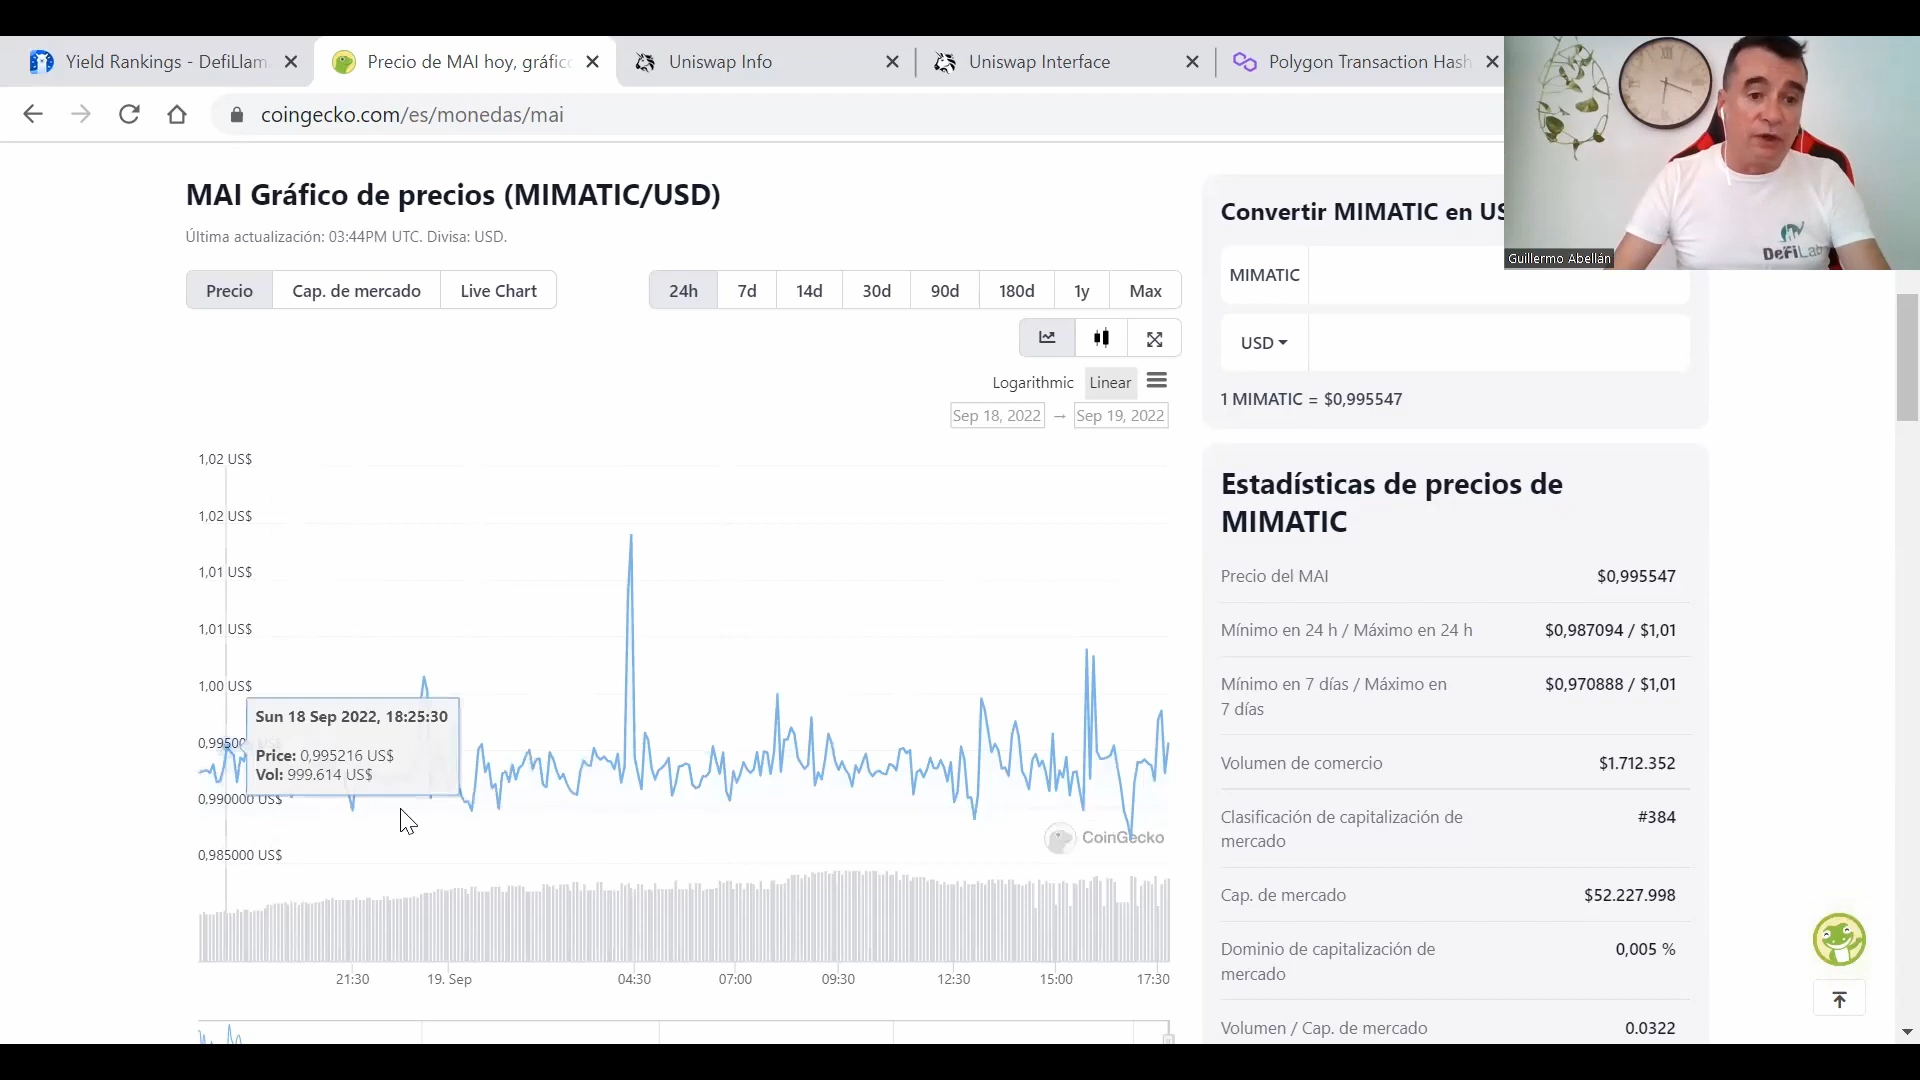 Yield Rankings - DefiLlam
Precio de MAI hoy, gráfico
Uniswap Info
Uniswap Interface
Polygon Transaction Hash
coingecko.com/es/monedas/mai
DeFiLab
Guillermo Abellán
MAI Gráfico de precios (MIMATIC/USD)
Última actualización: 03:44PM UTC. Divisa: USD.
Precio
Cap. de mercado
Live Chart
24h
7d
14d
30d
90d
180d
1y
Max
Logarithmic
Linear
Sep 18, 2022 → Sep 19, 2022
1,02 US$
1,02 US$
1,01 US$
1,01 US$
1,00 US$
0,995000 US$
0,990000 US$
0,985000 US$
Sun 18 Sep 2022, 18:25:30
Price: 0,995216 US$
Vol: 999.614 US$
CoinGecko
21:30
19. Sep
04:30
07:00
09:30
12:30
15:00
17:30
Convertir MIMATIC en US
MIMATIC
USD
1 MIMATIC = $0,995547
Estadísticas de precios de
MIMATIC
Precio del MAI
$0,995547
Mínimo en 24 h / Máximo en 24 h
$0,987094 / $1,01
Mínimo en 7 días / Máximo en
7 días
$0,970888 / $1,01
Volumen de comercio
$1.712.352
Clasificación de capitalización de
mercado
#384
Cap. de mercado
$52.227.998
Dominio de capitalización de
mercado
0,005 %
Volumen / Cap. de mercado
0.0322